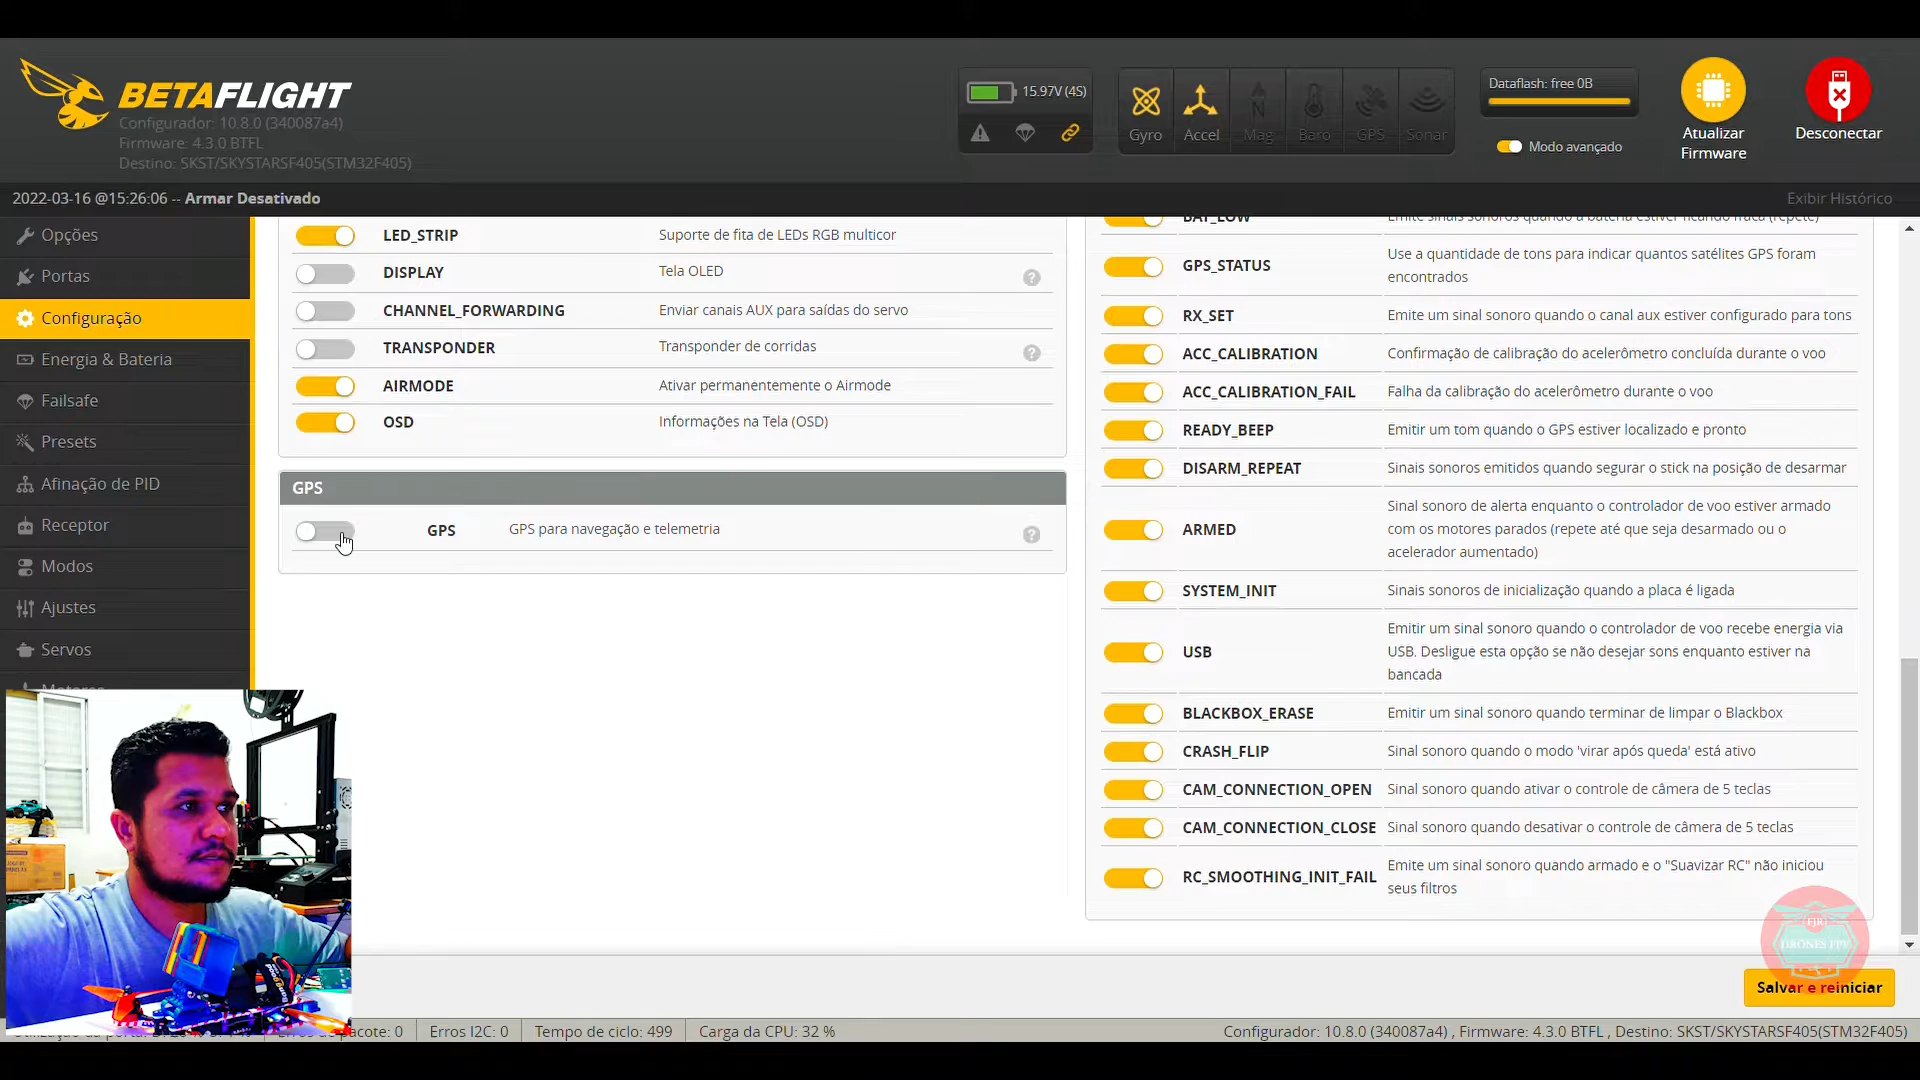 BETAFLIGHT
Configurador: 10.8.0 (340087a4)
Firmware: 4.3.0 BTFL
Destino: SKST/SKYSTARSF405(STM32F405)
15.97V (4S)
Gyro
Accel
Mag
Baro
GPS
Sonar
Dataflash: free 0B
Modo avançado
Atualizar
Firmware
Desconectar
2022-03-16 @15:26:06 -- Armar Desativado
Exibir Histórico
Opções
Portas
Configuração
Energia & Bateria
Failsafe
Presets
Afinação de PID
Receptor
Modos
Ajustes
Servos
LED_STRIP Suporte de fita de LEDs RGB multicor
DISPLAY Tela OLED
CHANNEL_FORWARDING Enviar canais AUX para saídas do servo
TRANSPONDER Transponder de corridas
AIRMODE Ativar permanentemente o Airmode
OSD Informações na Tela (OSD)
GPS
GPS GPS para navegação e telemetria
BAT_LOW Emite sinais sonoros quando a bateria estiver ficando fraca (repete)
GPS_STATUS Use a quantidade de tons para indicar quantos satélites GPS foram
encontrados
RX_SET Emite um sinal sonoro quando o canal aux estiver configurado para tons
ACC_CALIBRATION Confirmação de calibração do acelerômetro concluída durante o voo
ACC_CALIBRATION_FAIL Falha da calibração do acelerômetro durante o voo
READY_BEEP Emitir um tom quando o GPS estiver localizado e pronto
DISARM_REPEAT Sinais sonoros emitidos quando segurar o stick na posição de desarmar
ARMED Sinal sonoro de alerta enquanto o controlador de voo estiver armado
com os motores parados (repete até que seja desarmado ou o
acelerador aumentado)
SYSTEM_INIT Sinais sonoros de inicialização quando a placa é ligada
USB Emitir um sinal sonoro quando o controlador de voo recebe energia via
USB. Desligue esta opção se não desejar sons enquanto estiver na
bancada
BLACKBOX_ERASE Emitir um sinal sonoro quando terminar de limpar o Blackbox
CRASH_FLIP Sinal sonoro quando o modo 'virar após queda' está ativo
CAM_CONNECTION_OPEN Sinal sonoro quando ativar o controle de câmera de 5 teclas
CAM_CONNECTION_CLOSE Sinal sonoro quando desativar o controle de câmera de 5 teclas
RC_SMOOTHING_INIT_FAIL Emite um sinal sonoro quando armado e o "Suavizar RC" não iniciou
seus filtros
DRONES FPV
Salvar e reiniciar
pacote: 0
Erros I2C: 0
Tempo de ciclo: 499
Carga da CPU: 32 %
Configurador: 10.8.0 (340087a4) , Firmware: 4.3.0 BTFL , Destino: SKST/SKYSTARSF405(STM32F405)